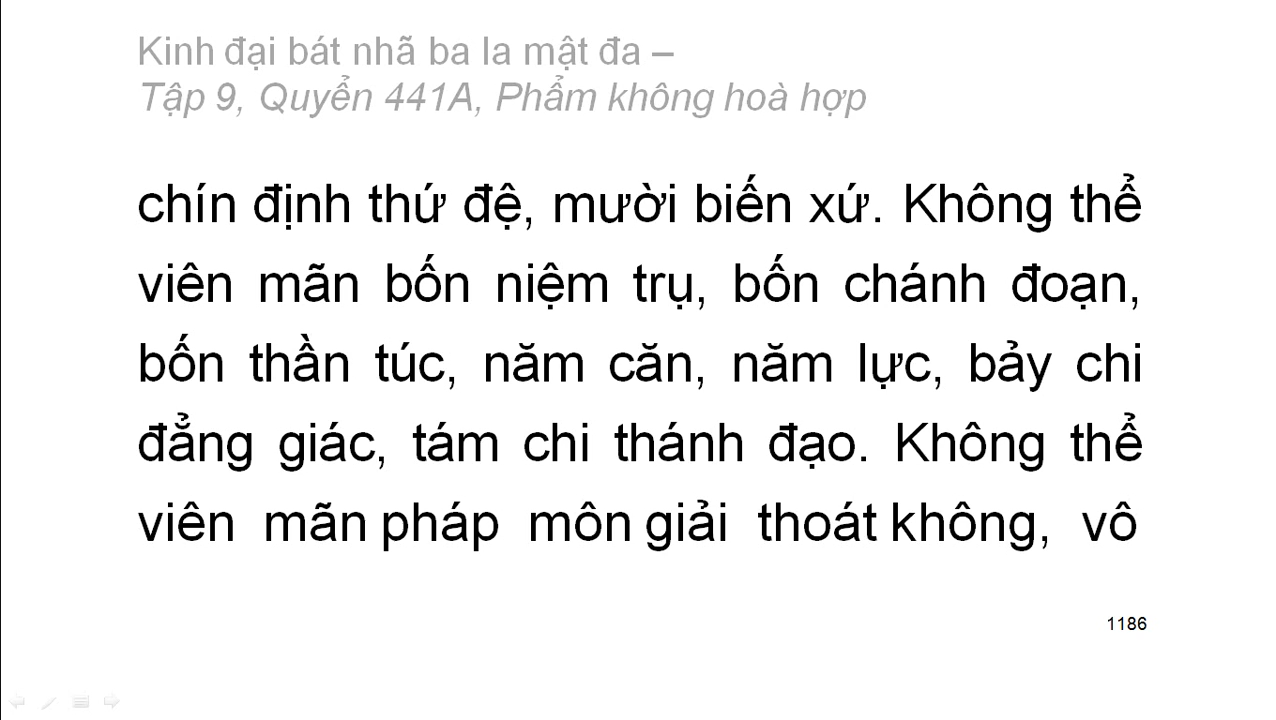 Kinh đại bát nhã ba la mật đa –
Tập 9, Quyển 441A, Phẩm không hoà hợp
chín định thứ đệ, mười biến xứ. Không thể
viên mãn bốn niệm trụ, bốn chánh đoạn,
bốn thần túc, năm căn, năm lực, bảy chi
đẳng giác, tám chi thánh đạo. Không thể
viên mãn pháp môn giải thoát không, vô
1186